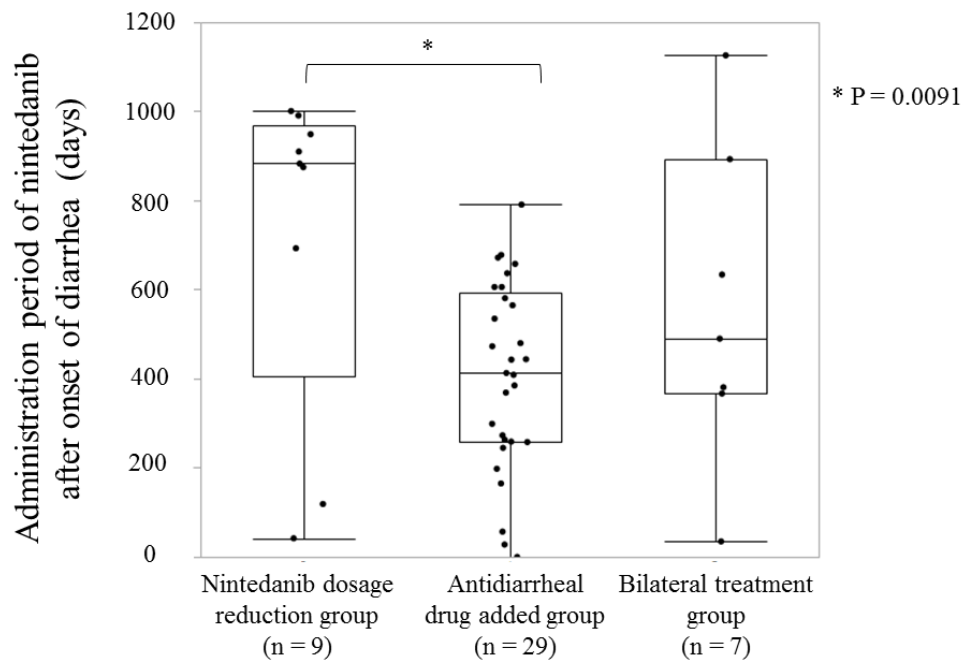 Administration period of nintedanib
after onset of diarrhea (days)
1200
1000
800
600
400
200
0
*
* P = 0.0091
Nintedanib dosage
reduction group
(n = 9)
Antidiarrheal
drug added group
(n = 29)
Bilateral treatment
group
(n = 7)